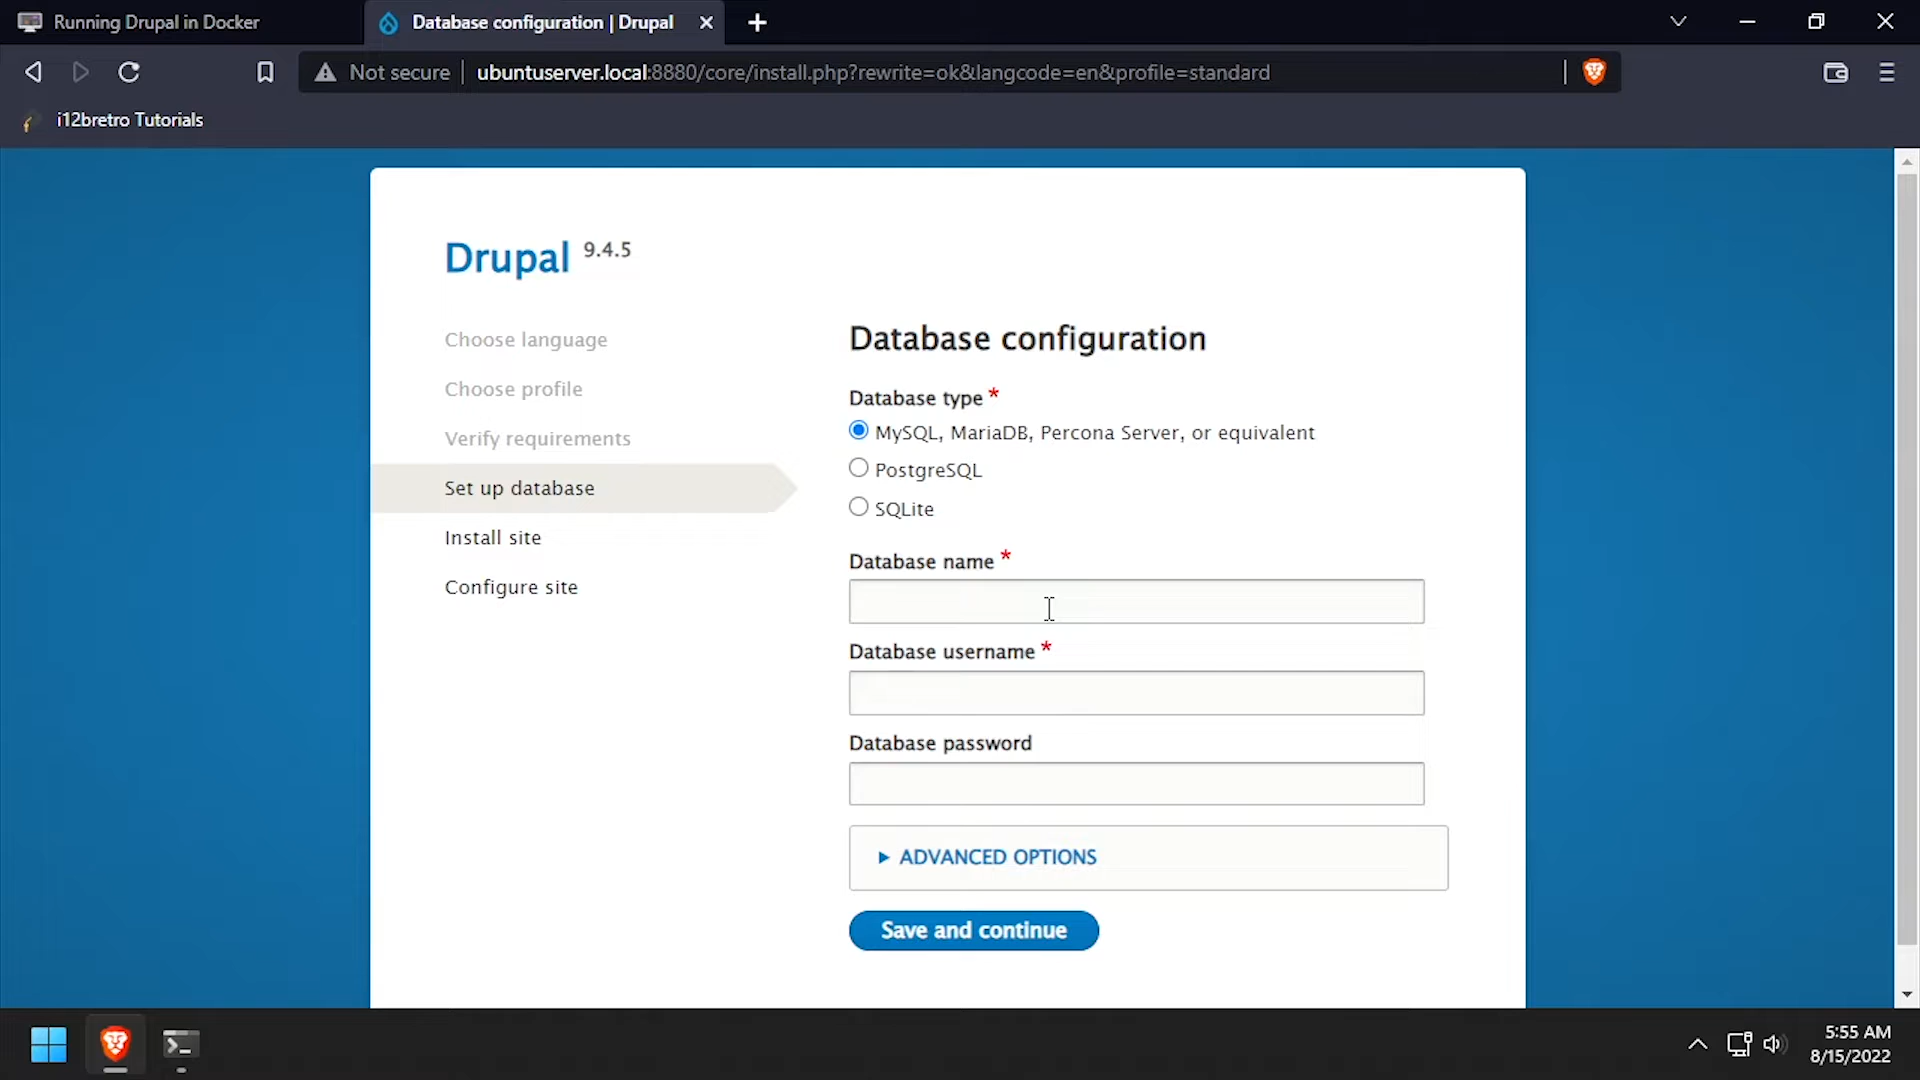 Running Drupal in Docker
Database configuration | Drupal
Not secure
ubuntuserver.local:8880/core/install.php?rewrite=ok&langcode=en&profile=standard
i12bretro Tutorials
Drupal 9.4.5
Choose language
Choose profile
Verify requirements
Set up database
Install site
Configure site
Database configuration
Database type *
MySQL, MariaDB, Percona Server, or equivalent
PostgreSQL
SQLite
Database name *
Database username *
Database password
ADVANCED OPTIONS
Save and continue
5:55 AM
8/15/2022